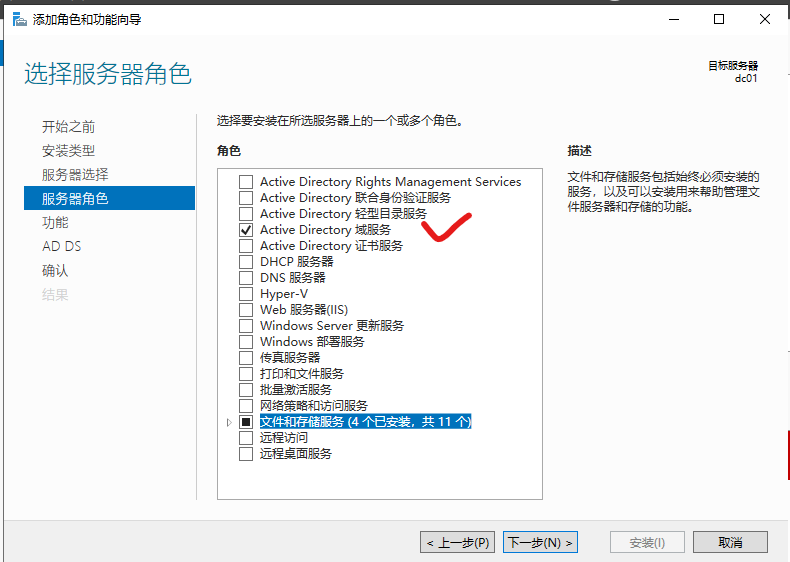 添加角色和功能向导
选择服务器角色
目标服务器
dc01
开始之前
安装类型
服务器选择
服务器角色
功能
AD DS
确认
结果
选择要安装在所选服务器上的一个或多个角色。
角色
Active Directory Rights Management Services
Active Directory 联合身份验证服务
Active Directory 轻型目录服务
Active Directory 域服务
Active Directory 证书服务
DHCP 服务器
DNS 服务器
Hyper-V
Web 服务器(IIS)
Windows Server 更新服务
Windows 部署服务
传真服务器
打印和文件服务
批量激活服务
网络策略和访问服务
文件和存储服务 (4 个已安装，共 11 个)
远程访问
远程桌面服务
描述
文件和存储服务包括始终必须安装的
服务，以及可以安装用来帮助管理文
件服务器和存储的功能。
< 上一步(P)
下一步(N) >
安装(I)
取消